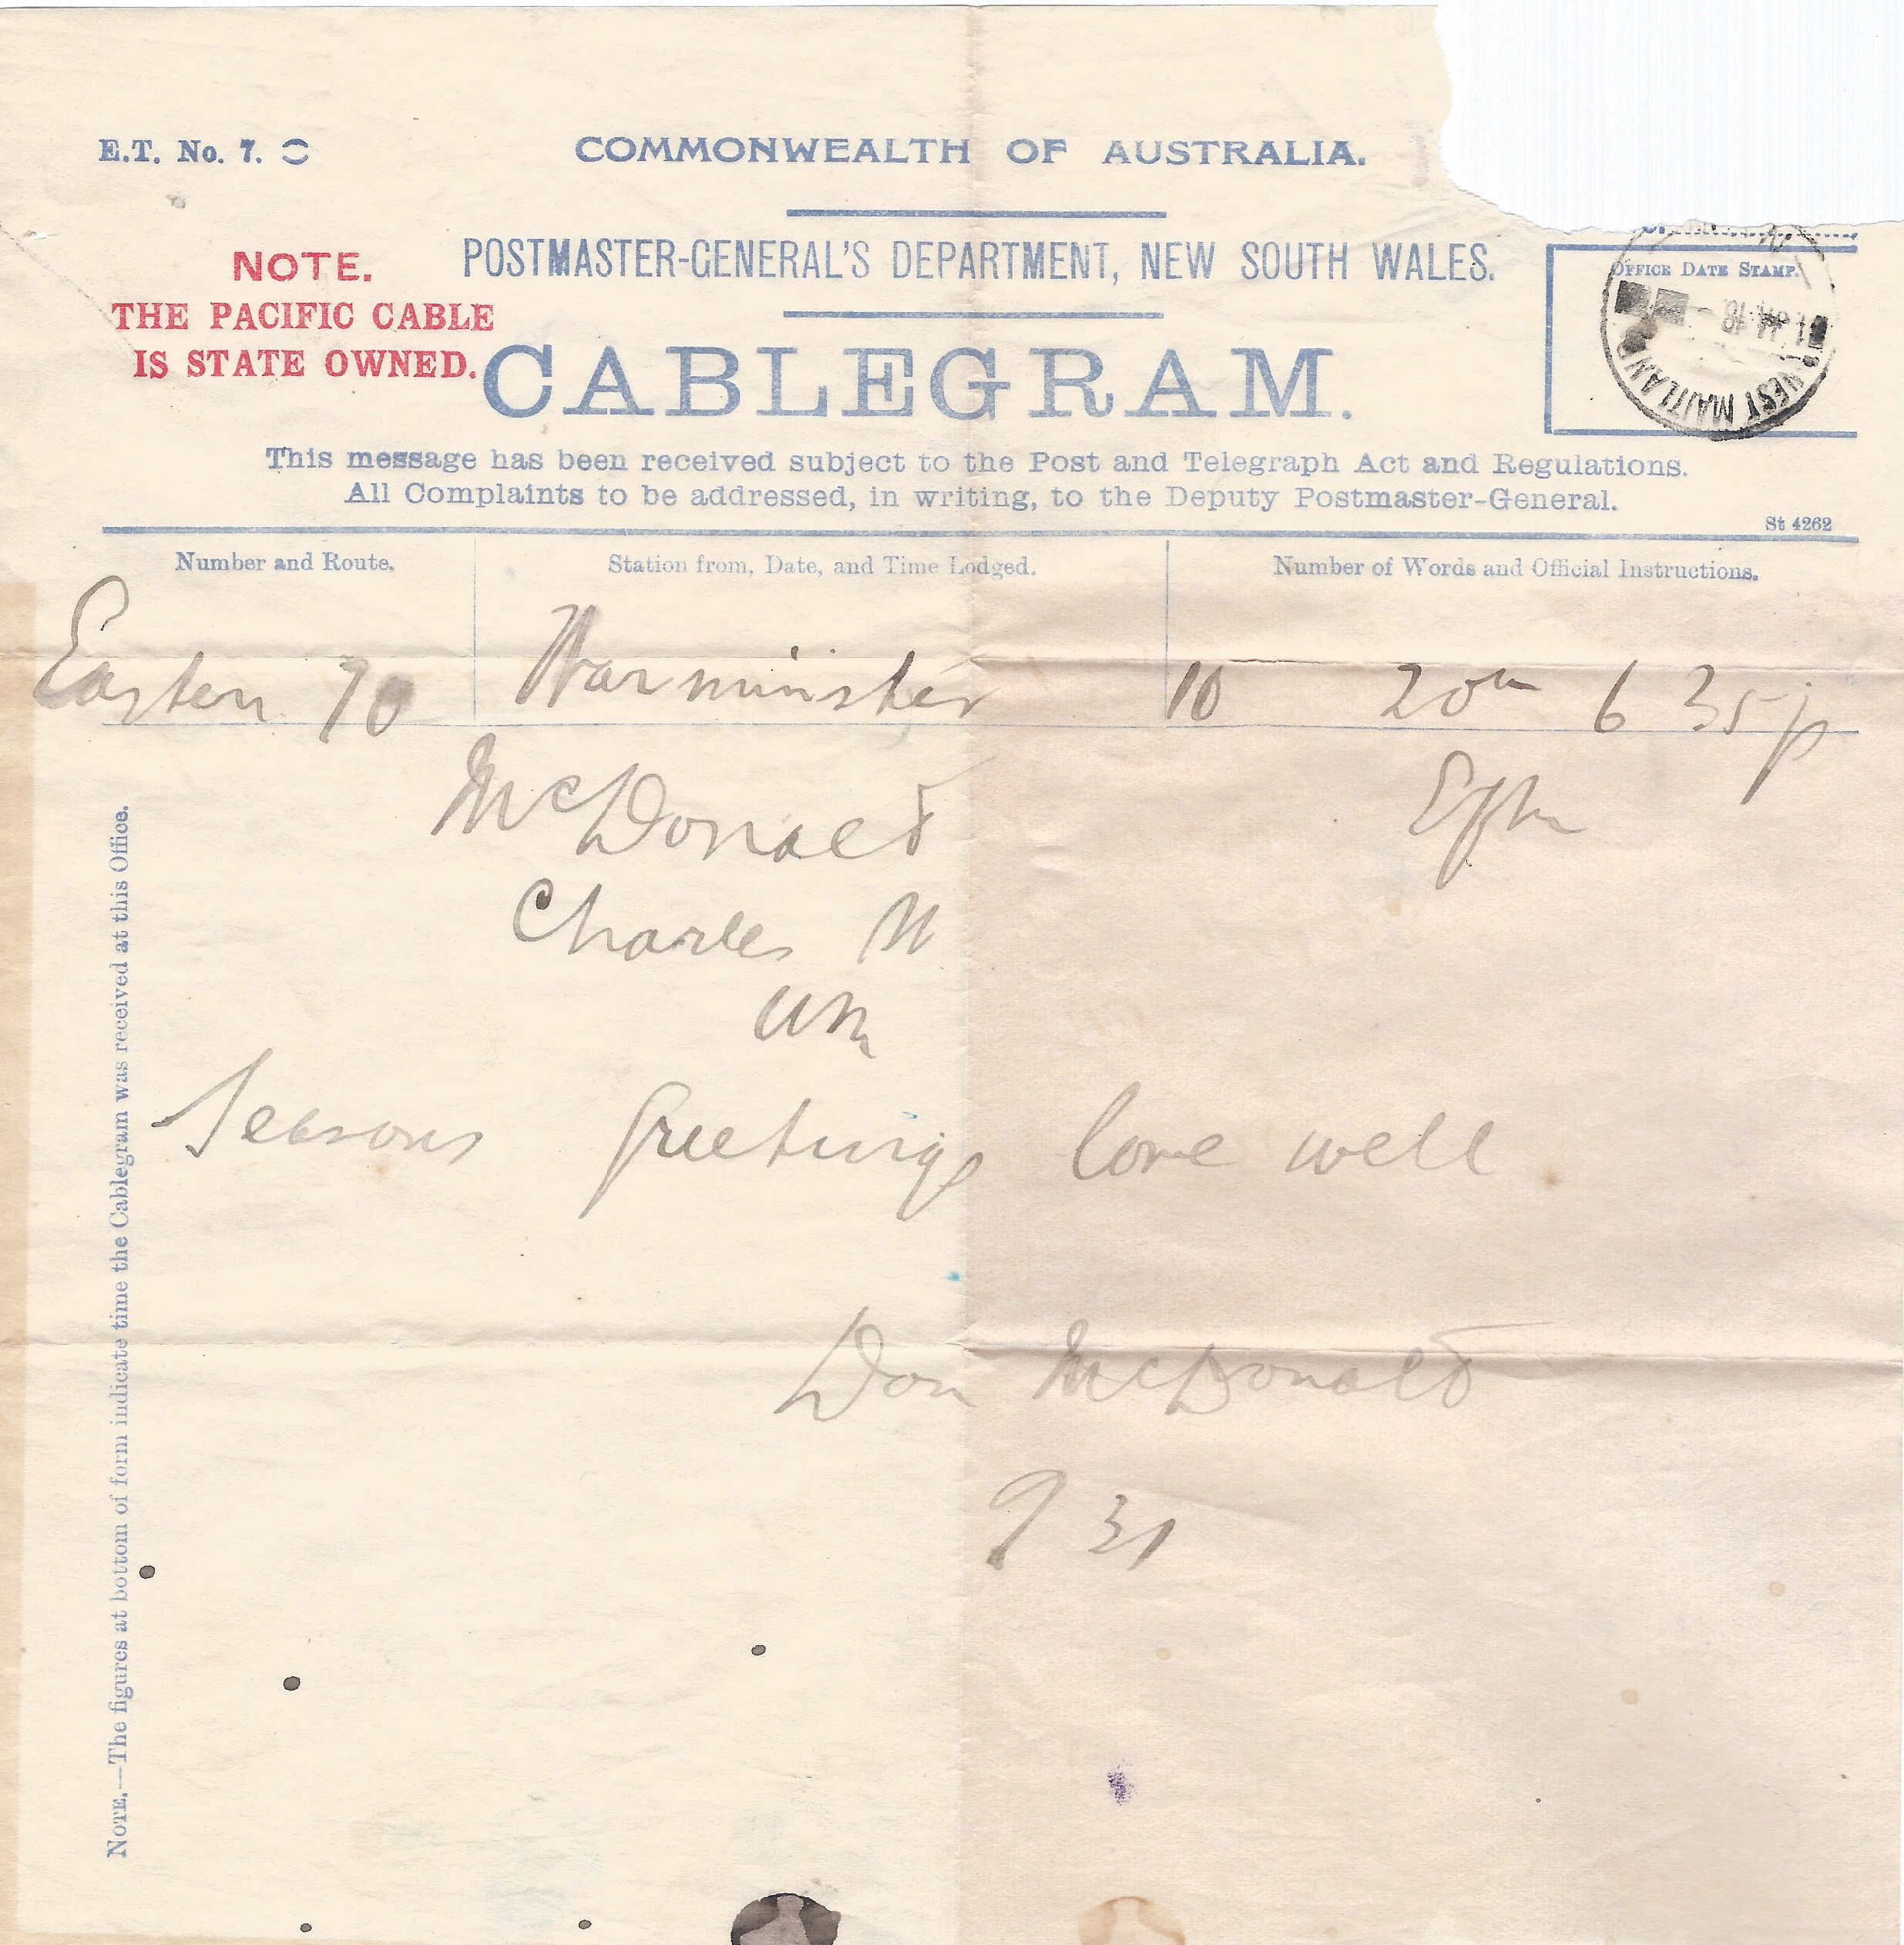 E.T. No. 7.
COMMONWEALTH OF AUSTRALIA.
POSTMASTER-GENERAL'S DEPARTMENT, NEW SOUTH WALES.
NOTE.
THE PACIFIC CABLE
IS STATE OWNED.
CABLEGRAM.
OFFICE DATE STAMP.
WEST MAITLAND
This message has been received subject to the Post and Telegraph Act and Regulations.
All Complaints to be addressed, in writing, to the Deputy Postmaster-General.
St 4262
Number and Route. Station from, Date, and Time Lodged. Number of Words and Official Instructions.
Eastern 70 Warminster 10 20th 6 35p
McDonald
Efm
Charles
Wm
Seasons Greetings love well
Don McDonald
9 31
NOTE.—The figures at bottom of form indicate time the Cablegram was received at this Office.